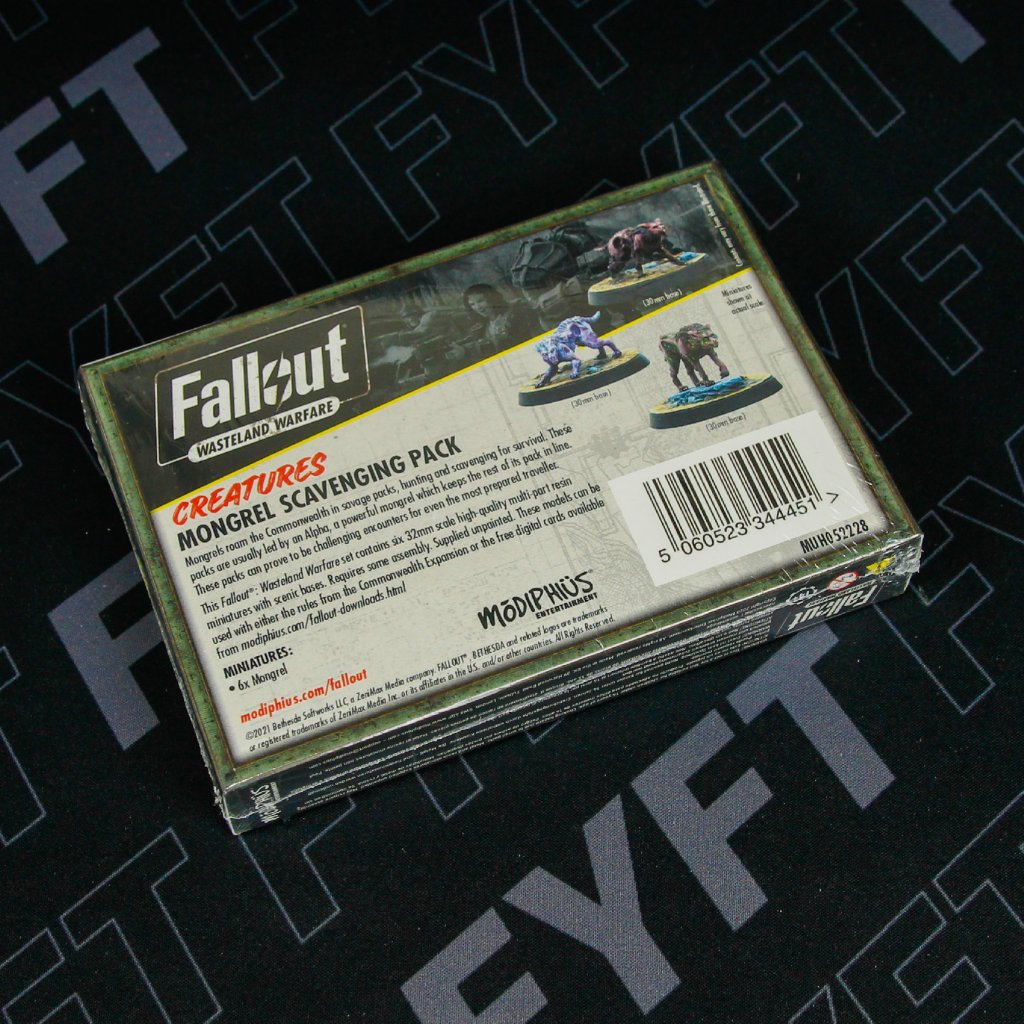 Fallout
WASTELAND WARFARE
CREATURES
MONGREL SCAVENGING PACK
Mongrels roam the Commonwealth in savage packs, hunting and scavenging for survival. These
packs are usually led by an Alpha, a powerful mongrel which keeps the rest of its pack in line.
These packs can prove to be challenging encounters for even the most prepared traveller.
This Fallout®: Wasteland Warfare set contains six 32mm scale high-quality multi-part resin
miniatures with scenic bases. Requires some assembly. Supplied unpainted. These models can be
used with either the rules from the Commonwealth Expansion or the free digital cards available
from modiphius.com/fallout-downloads.html
MINIATURES:
• 6x Mongrel
modiphius.com/fallout
MŌDIPHIÜS
ENTERTAINMENT
©2021 Bethesda Softworks LLC, a ZeniMax Media company. FALLOUT®, BETHESDA and related logos are trademarks
or registered trademarks of ZeniMax Media Inc. or its affiliates in the U.S. and/or other countries. All Rights Reserved.
(30mm base)
(30mm base)
(30mm base)
Miniatures
shown at
actual scale
5 060523 344451 >
MUH052228
Fallout
FYFT
FYFT
FYFT